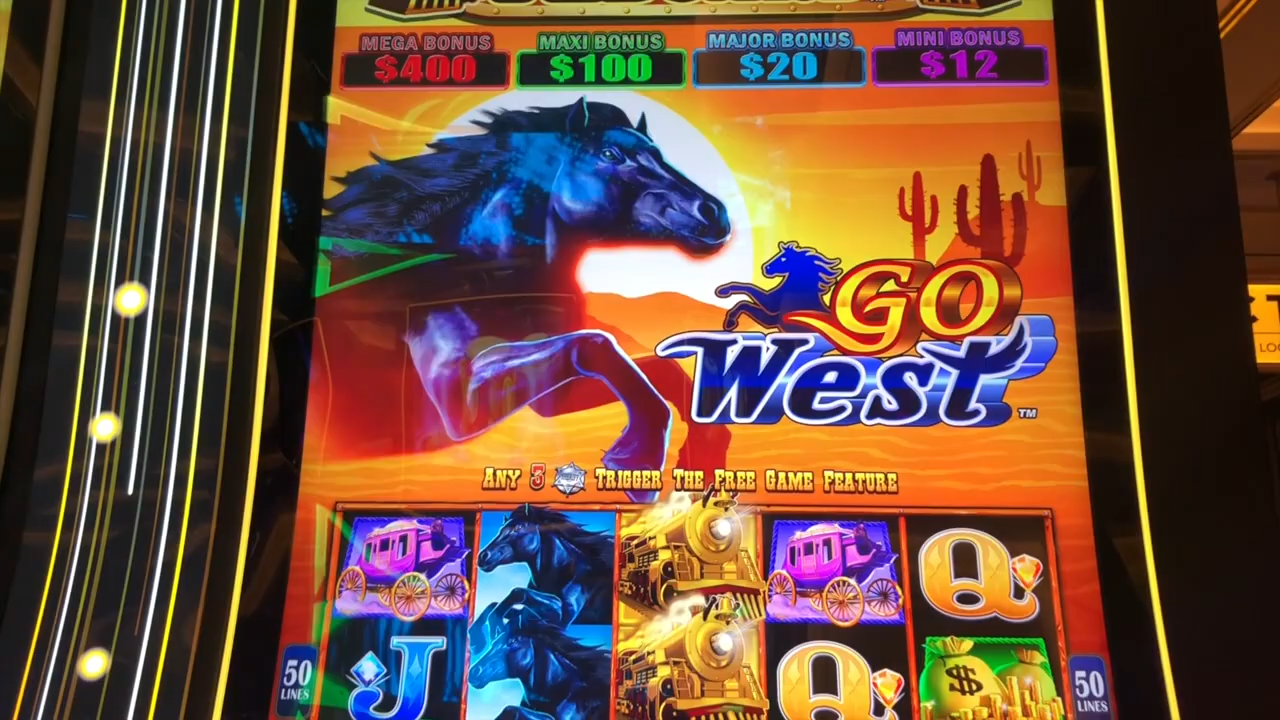 MEGA BONUS MAXI BONUS MAJOR BONUS MINI BONUS
$400 $100 $20 $12
GO
West™
ANY 3 TRIGGER THE FREE GAME FEATURE
Q
J
Q
$
50
LINES
50
LINES